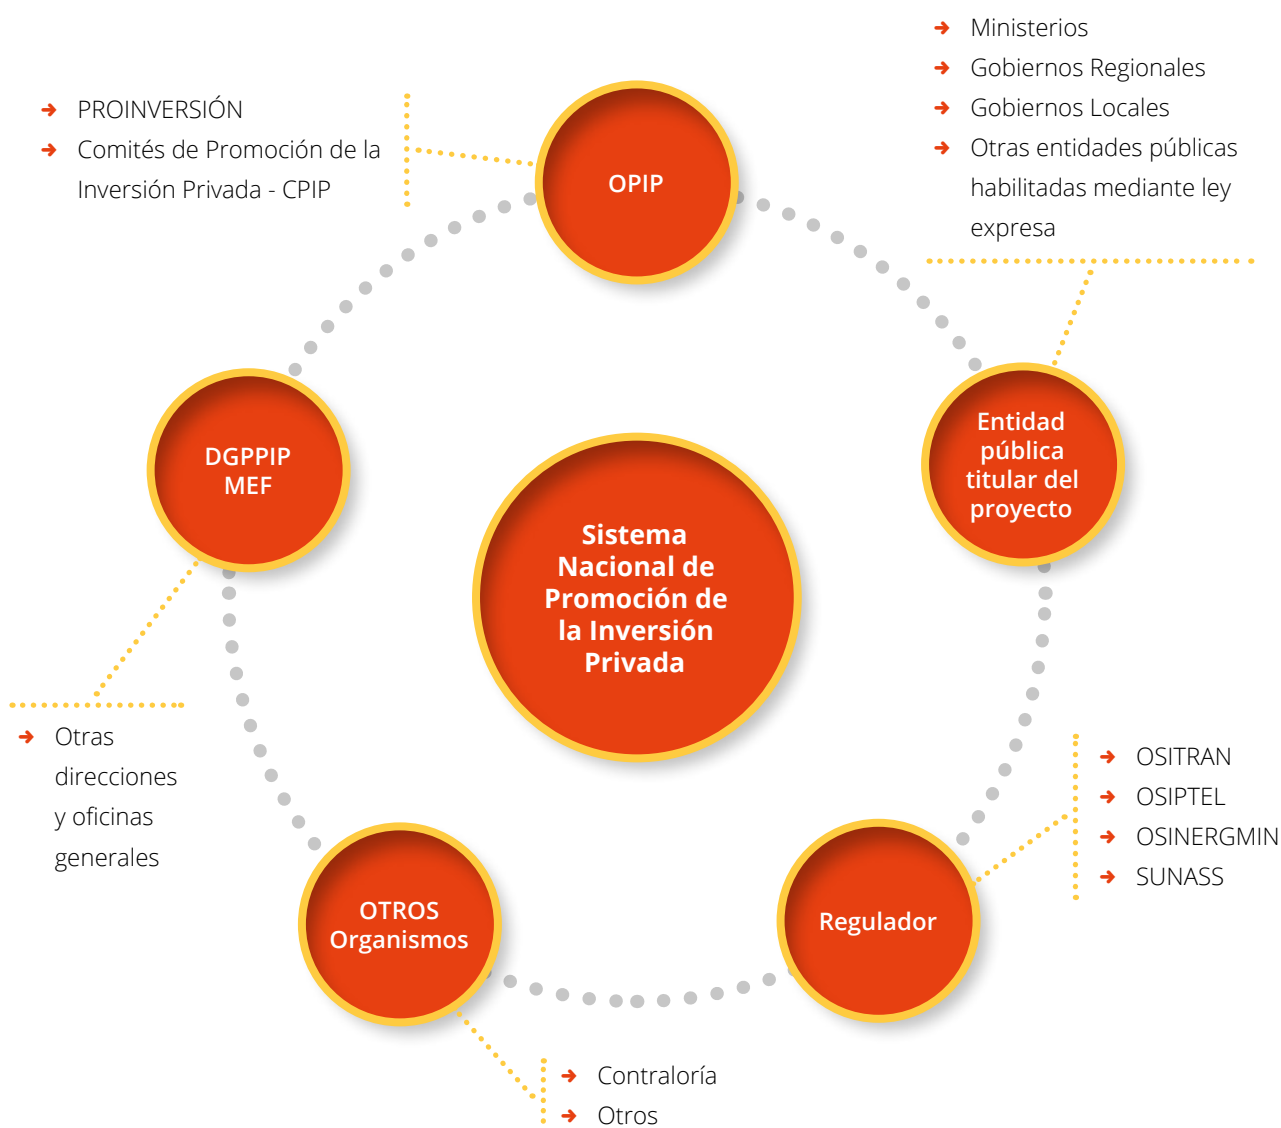 PROINVERSIÓN
Comités de Promoción de la
Inversión Privada - CPIP
OPIP
Ministerios
Gobiernos Regionales
Gobiernos Locales
Otras entidades públicas
habilitadas mediante ley
expresa
DGPPIP
MEF
Entidad
pública
titular del
proyecto
Sistema
Nacional de
Promoción de
la Inversión
Privada
Otras
direcciones
y oficinas
generales
OSITRAN
OSIPTEL
OSINERGMIN
SUNASS
OTROS
Organismos
Regulador
Contraloría
Otros